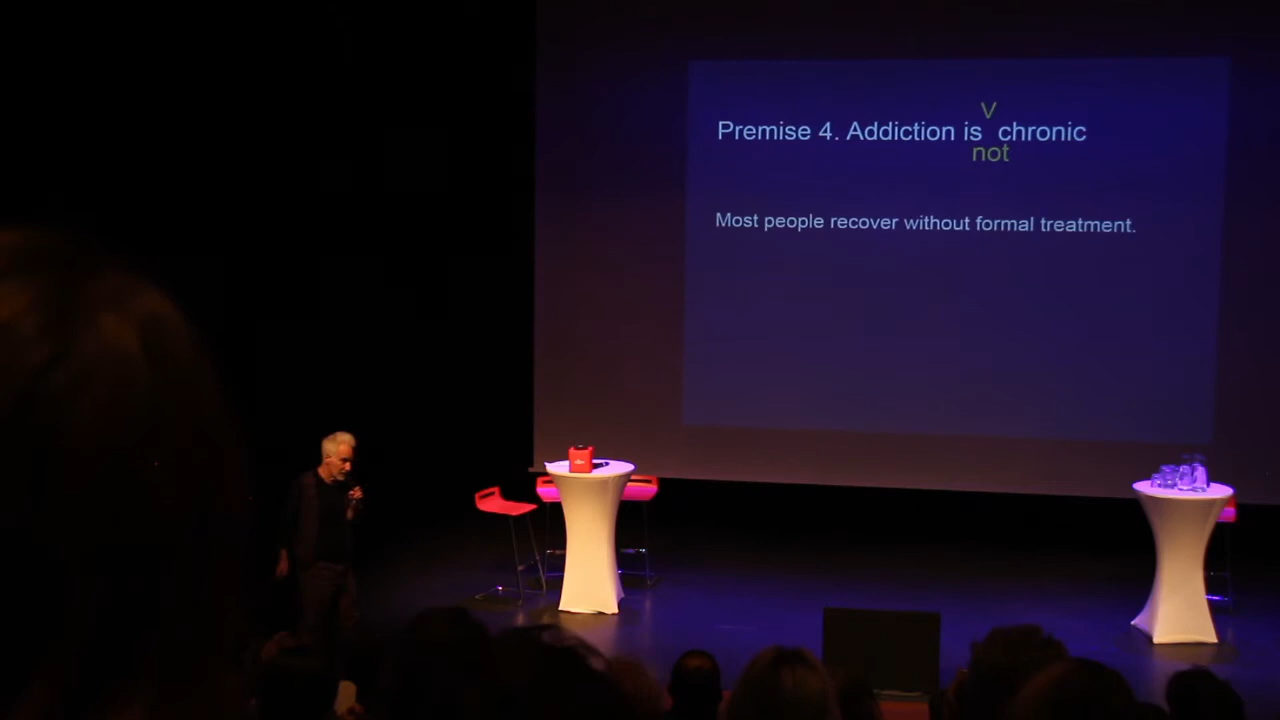 v
Premise 4. Addiction is chronic
not
Most people recover without formal treatment.